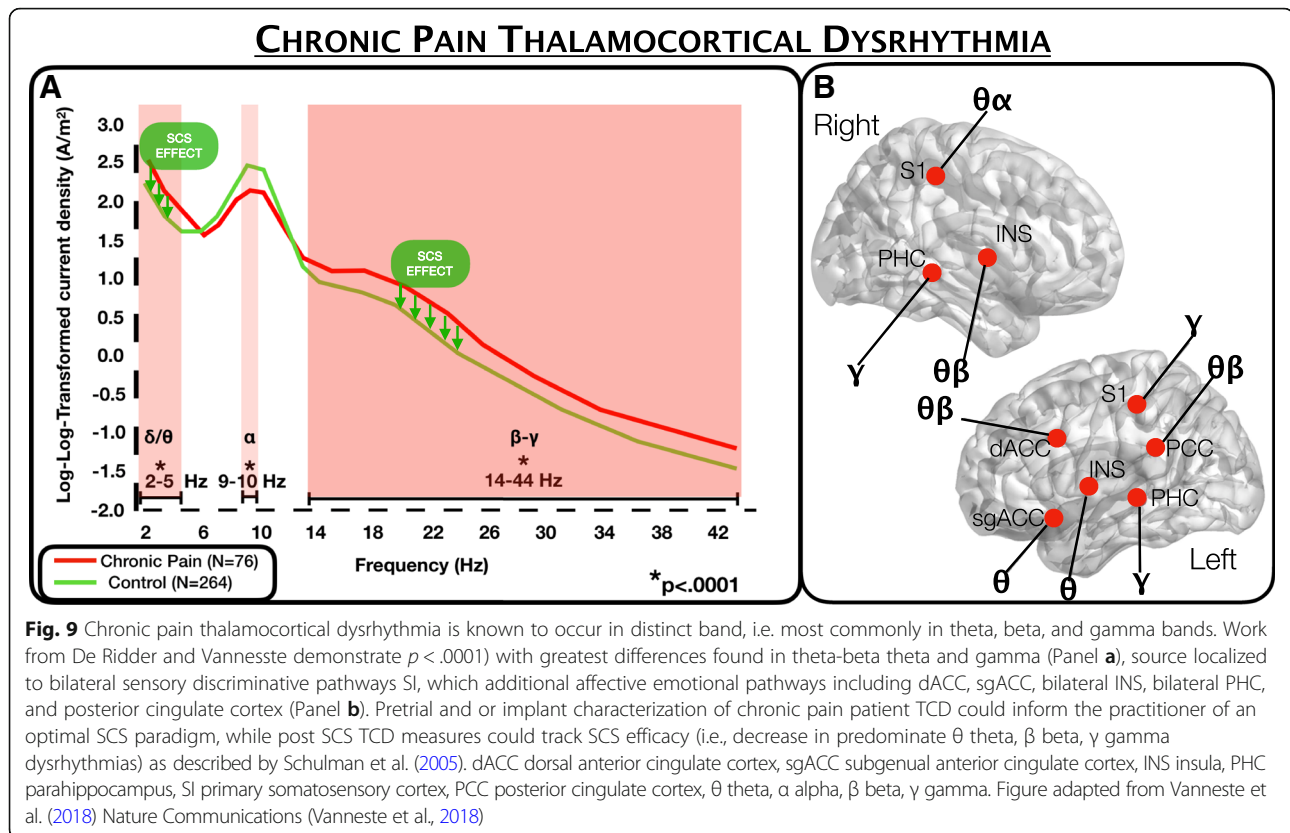 CHRONIC PAIN THALAMOCORTICAL DYSRHYTHMIA
A
Log-Log-Transformed current density (A/m²)
3.0
2.5
2.0
1.5
1.0
0.5
0.0
-0.5
-1.0
-1.5
-2.0
SCS
EFFECT
SCS
EFFECT
δ/θ
*
2-5 Hz
α
*
9-10 Hz
β-γ
*
14-44 Hz
2 6 10 14 18 22 26 30 34 38 42
Frequency (Hz)
Chronic Pain (N=76)
Control (N=264)
*p<.0001
B
Right
θα
S1
INS
PHC
γ
θβ
γ
θβ
S1
θβ
dACC
PCC
INS
PHC
sgACC
Left
θ
θ
γ
Fig. 9 Chronic pain thalamocortical dysrhythmia is known to occur in distinct band, i.e. most commonly in theta, beta, and gamma bands. Work
from De Ridder and Vannesste demonstrate p < .0001) with greatest differences found in theta-beta theta and gamma (Panel a), source localized
to bilateral sensory discriminative pathways SI, which additional affective emotional pathways including dACC, sgACC, bilateral INS, bilateral PHC,
and posterior cingulate cortex (Panel b). Pretrial and or implant characterization of chronic pain patient TCD could inform the practitioner of an
optimal SCS paradigm, while post SCS TCD measures could track SCS efficacy (i.e., decrease in predominate θ theta, β beta, γ gamma
dysrhythmias) as described by Schulman et al. (2005). dACC dorsal anterior cingulate cortex, sgACC subgenual anterior cingulate cortex, INS insula, PHC
parahippocampus, SI primary somatosensory cortex, PCC posterior cingulate cortex, θ theta, α alpha, β beta, γ gamma. Figure adapted from Vanneste et
al. (2018) Nature Communications (Vanneste et al., 2018)